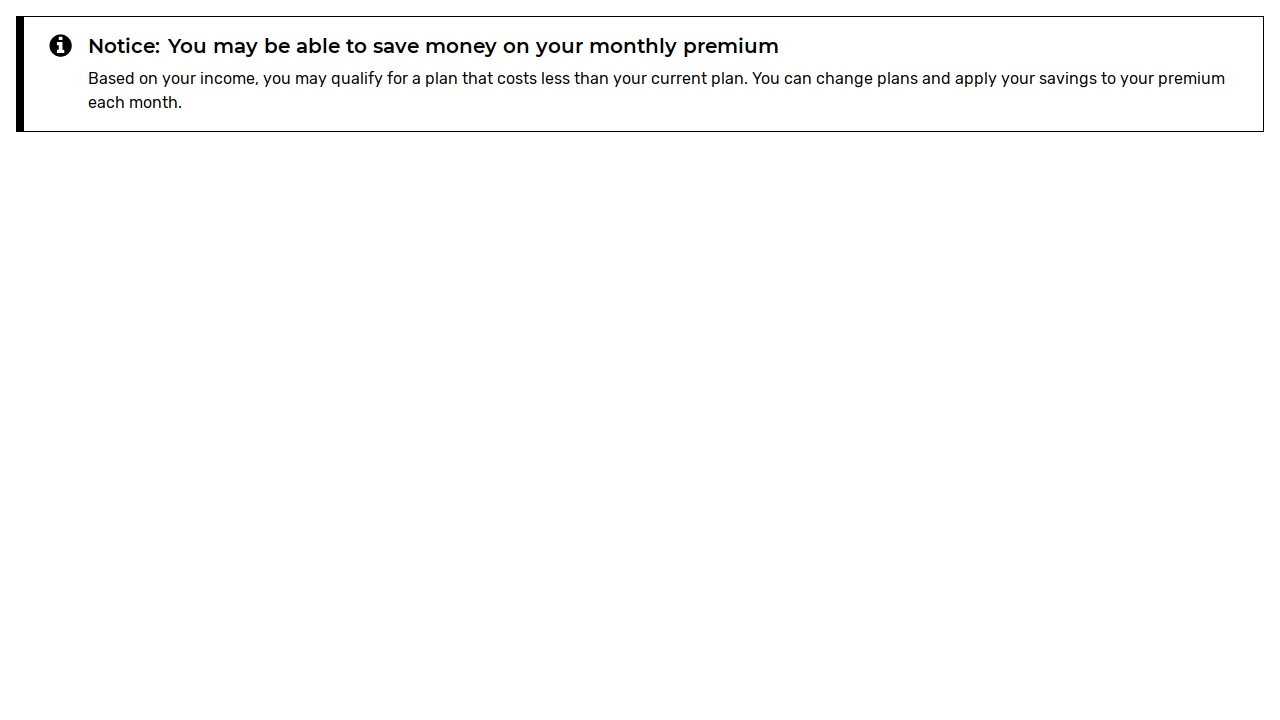 Notice: You may be able to save money on your monthly premium
Based on your income, you may qualify for a plan that costs less than your current plan. You can change plans and apply your savings to your premium
each month.